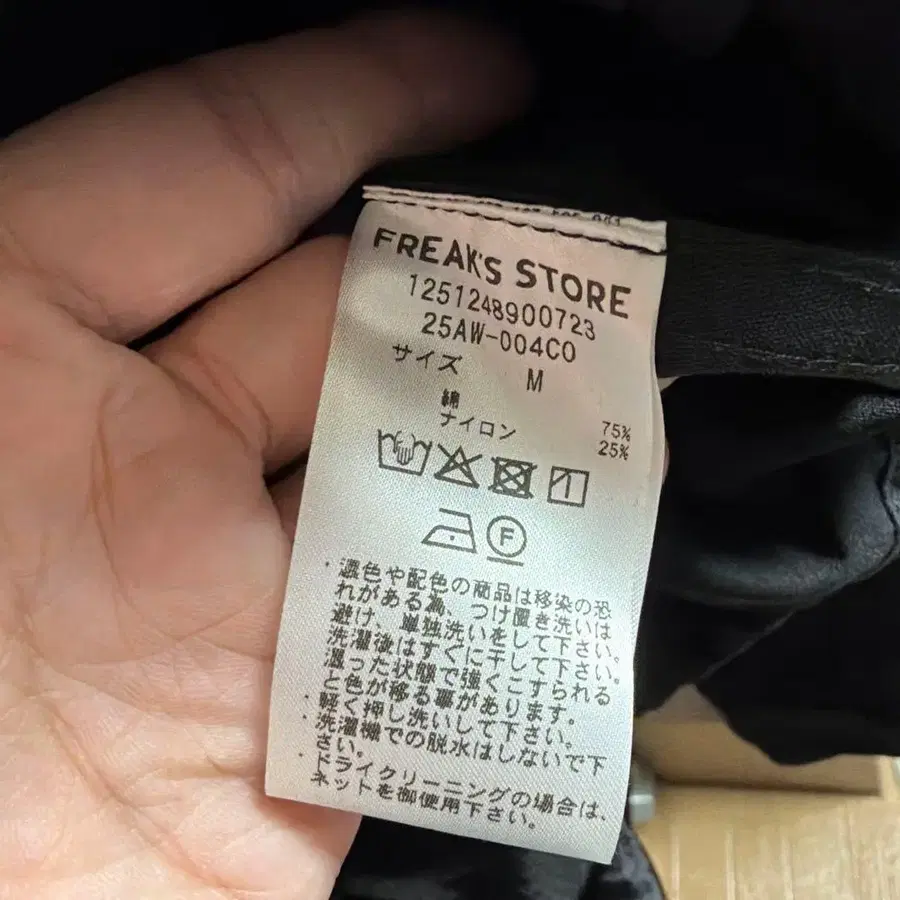 FREAK'S STORE
1251248900723
25AW-004CO
サイズ M
綿 75%
ナイロン 25%
F
・濃色や配色の商品は移染の恐
れがある為、つけ置き洗いは
避け、単独洗いをして下さい。
洗濯後はすぐに干して下さい。
湿った状態で強くこすられる
と色が移る事があります。
・軽く押し洗いして下さい。
・洗濯機での脱水はしないで下
さい。
・ドライクリーニングの場合は、
ネットを御使用下さい。